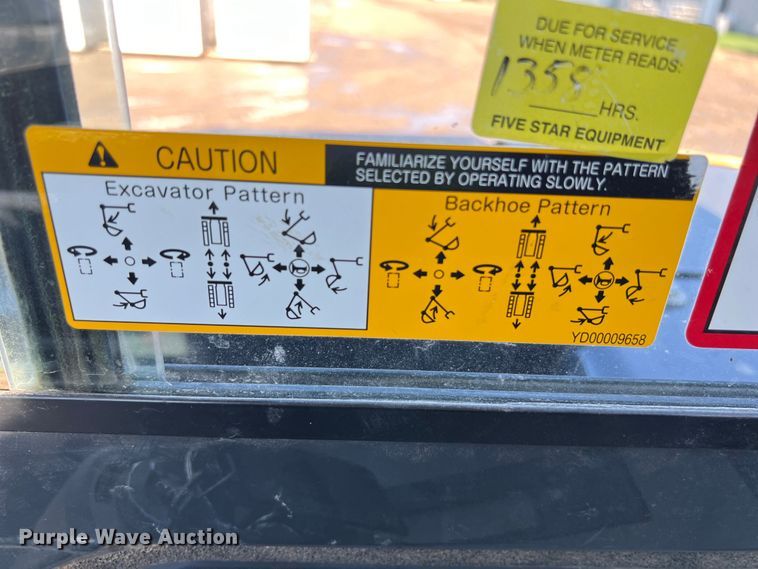 DUE FOR SERVICE
WHEN METER READS:
1358
HRS.
FIVE STAR EQUIPMENT
CAUTION
FAMILIARIZE YOURSELF WITH THE PATTERN
SELECTED BY OPERATING SLOWLY.
Excavator Pattern
Backhoe Pattern
YD00009658
Purple Wave Auction